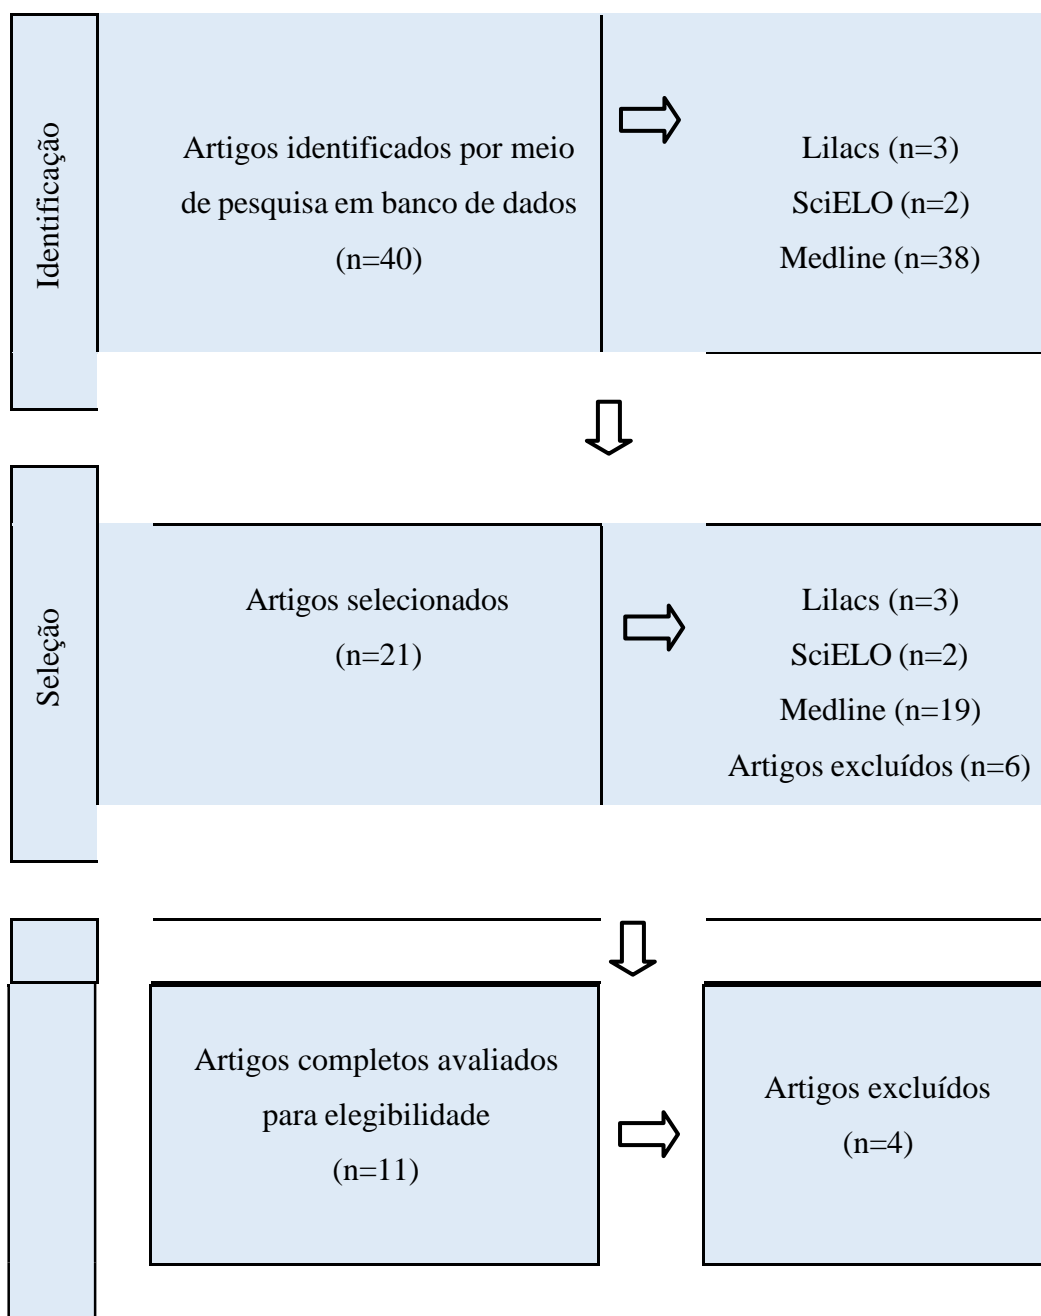 Identificação
Artigos identificados por meio
de pesquisa em banco de dados
(n=40)
Lilacs (n=3)
SciELO (n=2)
Medline (n=38)
Seleção
Artigos selecionados
(n=21)
Lilacs (n=3)
SciELO (n=2)
Medline (n=19)
Artigos excluídos (n=6)
Artigos completos avaliados
para elegibilidade
(n=11)
Artigos excluídos
(n=4)